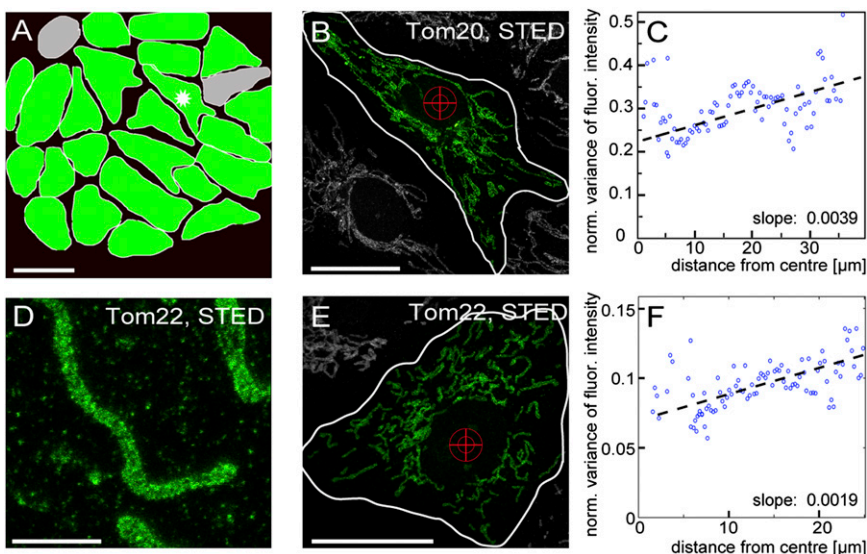 A
B
Tom20, STED
C
norm. variance of fluor. intensity
0.5
0.4
0.3
0.2
0.1
0
slope: 0.0039
0 10 20 30
distance from centre [µm]
D
Tom22, STED
E
Tom22, STED
F
norm. variance of fluor. intensity
0.15
0.1
0.05
0
slope: 0.0019
0 10 20
distance from centre [µm]